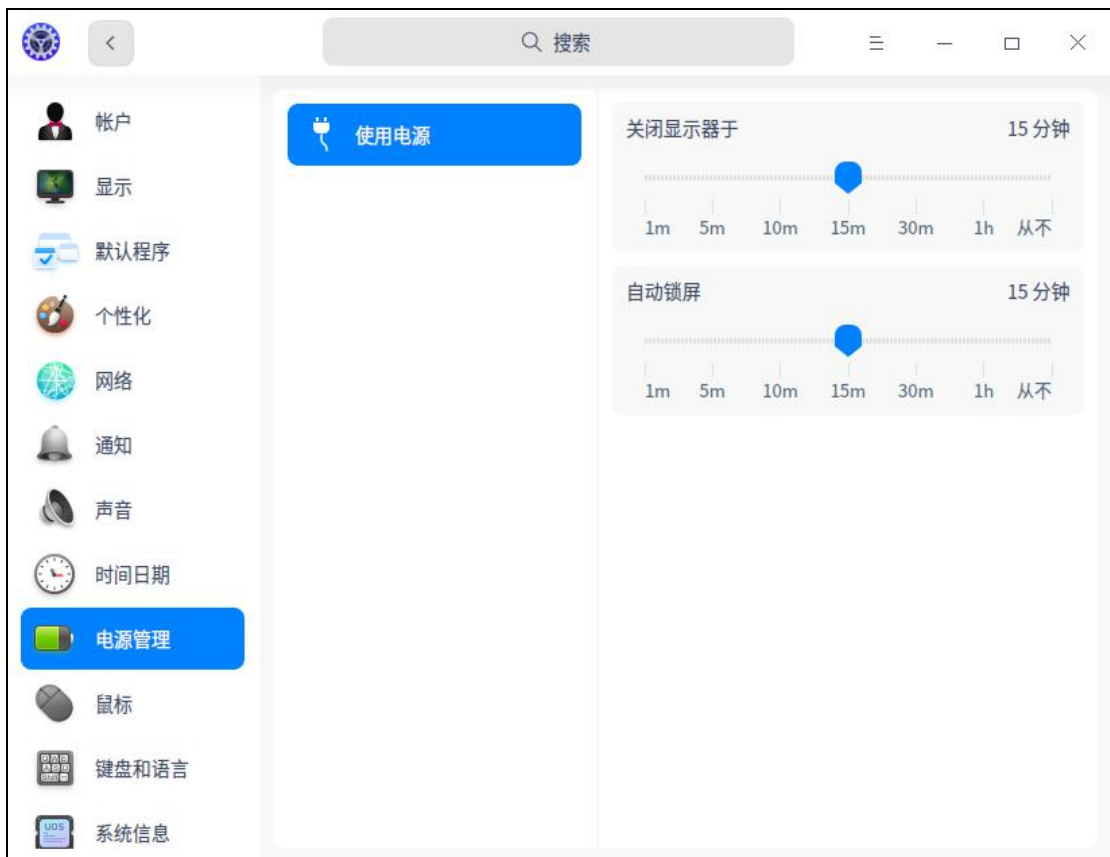 搜索
帐户
显示
默认程序
个性化
网络
通知
声音
时间日期
电源管理
鼠标
键盘和语言
UOS
系统信息
使用电源
关闭显示器于 15 分钟
1m 5m 10m 15m 30m 1h 从不
自动锁屏 15 分钟
1m 5m 10m 15m 30m 1h 从不